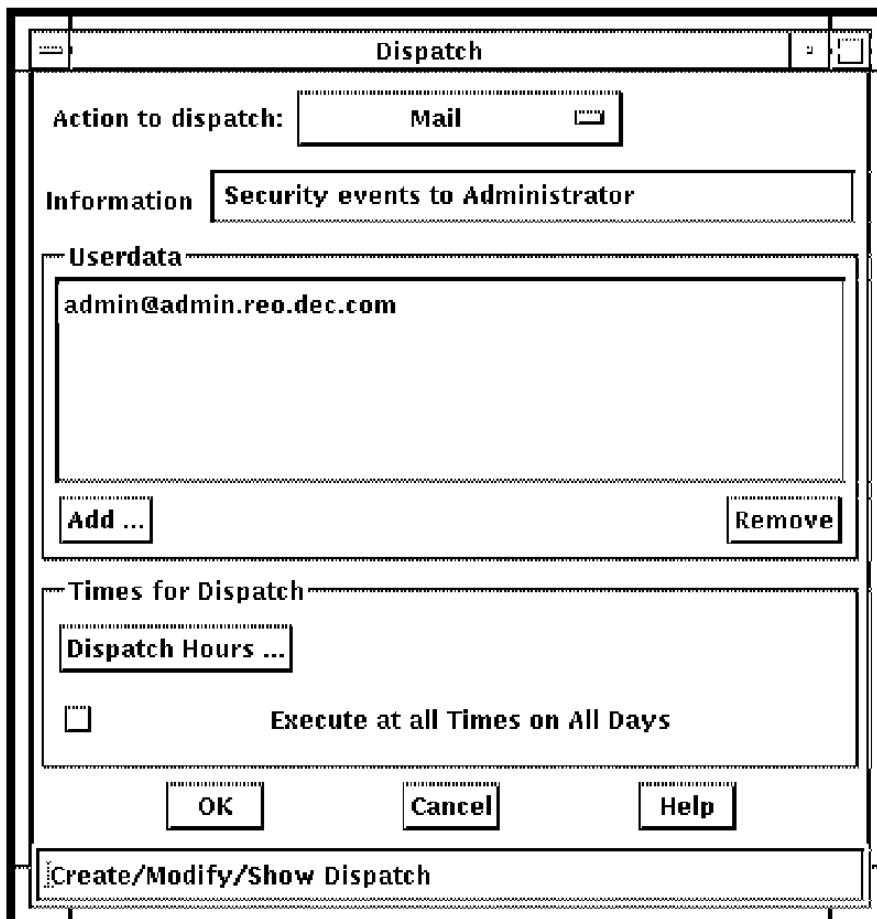 Dispatch
Action to dispatch: Mail
Information Security events to Administrator
Userdata
admin@admin.reo.dec.com
Add ... Remove
Times for Dispatch
Dispatch Hours ...
Execute at all Times on All Days
OK Cancel Help
Create/Modify/Show Dispatch